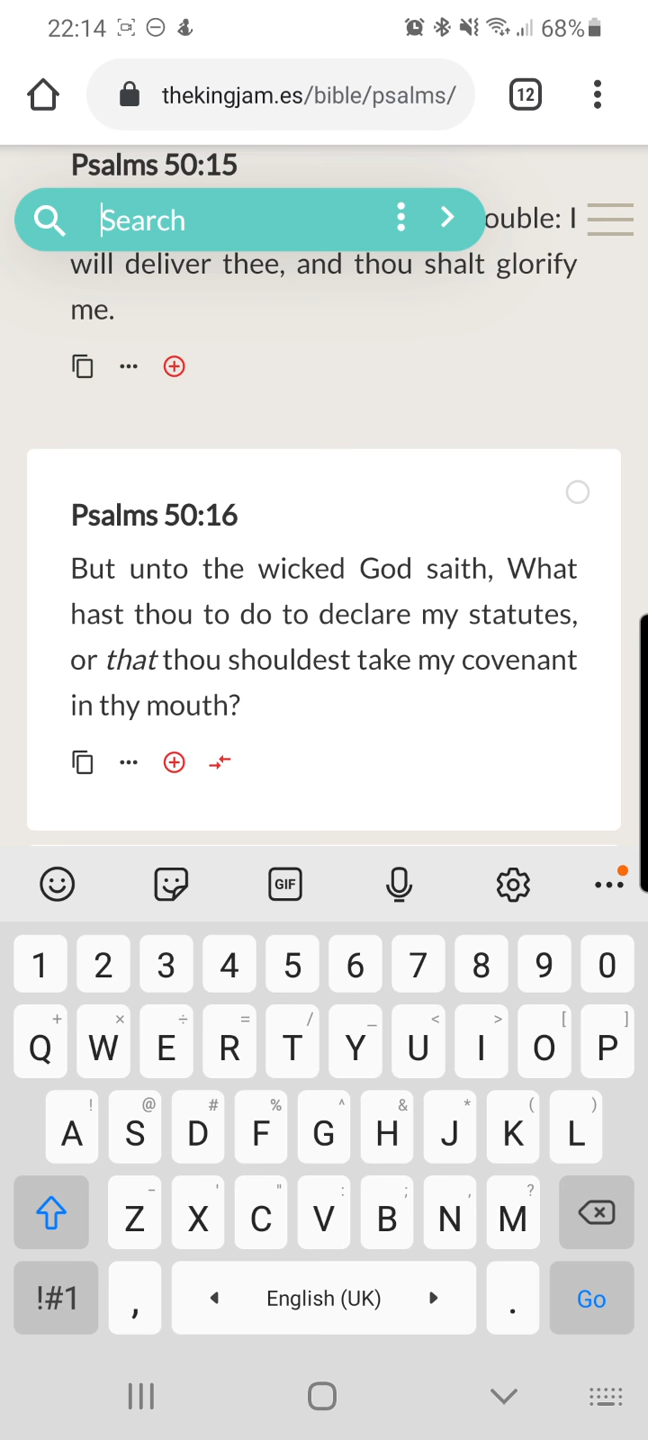 22:14 68%
thekingjam.es/bible/psalms/ 12
Psalms 50:15
Search
ouble: I
will deliver thee, and thou shalt glorify
me.
Psalms 50:16
But unto the wicked God saith, What
hast thou to do to declare my statutes,
or that thou shouldest take my covenant
in thy mouth?
GIF
1 2 3 4 5 6 7 8 9 0
+ × ÷ = / _ < > [ ]
Q W E R T Y U I O P
! @ # % ^ & * ( )
A S D F G H J K L
- ' " : ; , ?
Z X C V B N M
!#1 , English (UK) . Go